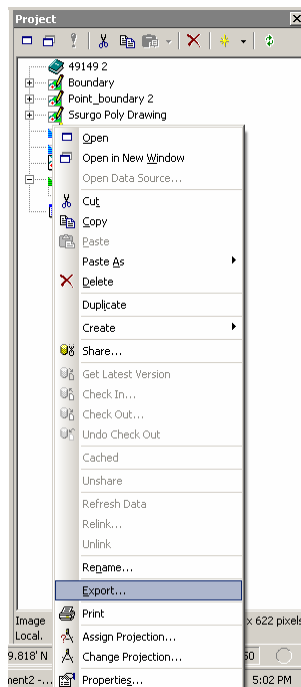 Project
49149 2
Boundary
Point_boundary 2
Ssurgo Poly Drawing
Open
Open in New Window
Open Data Source...
Cut
Copy
Paste
Paste As
Delete
Duplicate
Create
Share...
Get Latest Version
Check In...
Check Out...
Undo Check Out
Cached
Unshare
Refresh Data
Relink...
Unlink
Rename...
Export...
Print
Assign Projection...
Change Projection...
Properties...
Image x 622 pixels
Local.
9.818' N 50
ment2 -... 5:02 PM